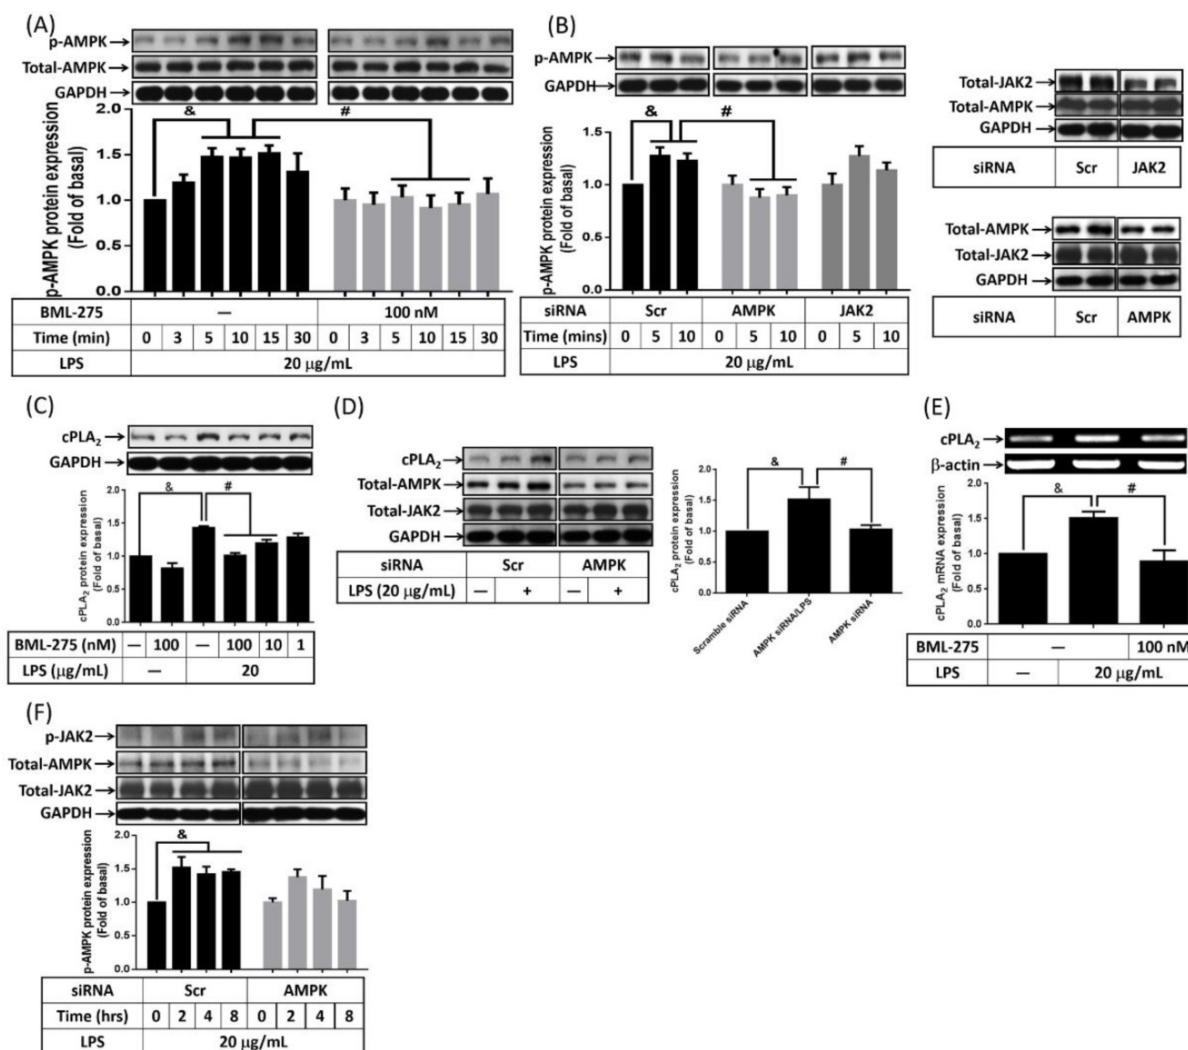 (A)
p-AMPK
Total-AMPK
GAPDH
& #
p-AMPK protein expression
(Fold of basal)
2.0
1.5
1.0
0.5
0.0
BML-275 — 100 nM
Time (min) 0 3 5 10 15 30 0 3 5 10 15 30
LPS 20 μg/mL
(B)
p-AMPK
GAPDH
& #
p-AMPK protein expression
(Fold of basal)
1.5
1.0
0.5
0.0
siRNA Scr AMPK JAK2
Time (mins) 0 5 10 0 5 10 0 5 10
LPS 20 μg/mL
Total-JAK2
Total-AMPK
GAPDH
siRNA Scr JAK2
Total-AMPK
Total-JAK2
GAPDH
siRNA Scr AMPK
(C)
cPLA₂
GAPDH
& #
cPLA₂ protein expression
(Fold of basal)
2.0
1.5
1.0
0.5
0.0
BML-275 (nM) — 100 — 100 10 1
LPS (μg/mL) — 20
(D)
cPLA₂
Total-AMPK
Total-JAK2
GAPDH
siRNA Scr AMPK
LPS (20 μg/mL) — + — +
& #
cPLA₂ protein expression
(Fold of basal)
2.0
1.5
1.0
0.5
0.0
Scramble siRNA
AMPK siRNA/LPS
AMPK siRNA
(E)
cPLA₂
β-actin
& #
cPLA₂ mRNA expression
(Fold of basal)
2.0
1.5
1.0
0.5
0.0
BML-275 — 100 nM
LPS — 20 μg/mL
(F)
p-JAK2
Total-AMPK
Total-JAK2
GAPDH
&
p-AMPK protein expression
(Fold of basal)
2.0
1.5
1.0
0.5
0.0
siRNA Scr AMPK
Time (hrs) 0 2 4 8 0 2 4 8
LPS 20 μg/mL